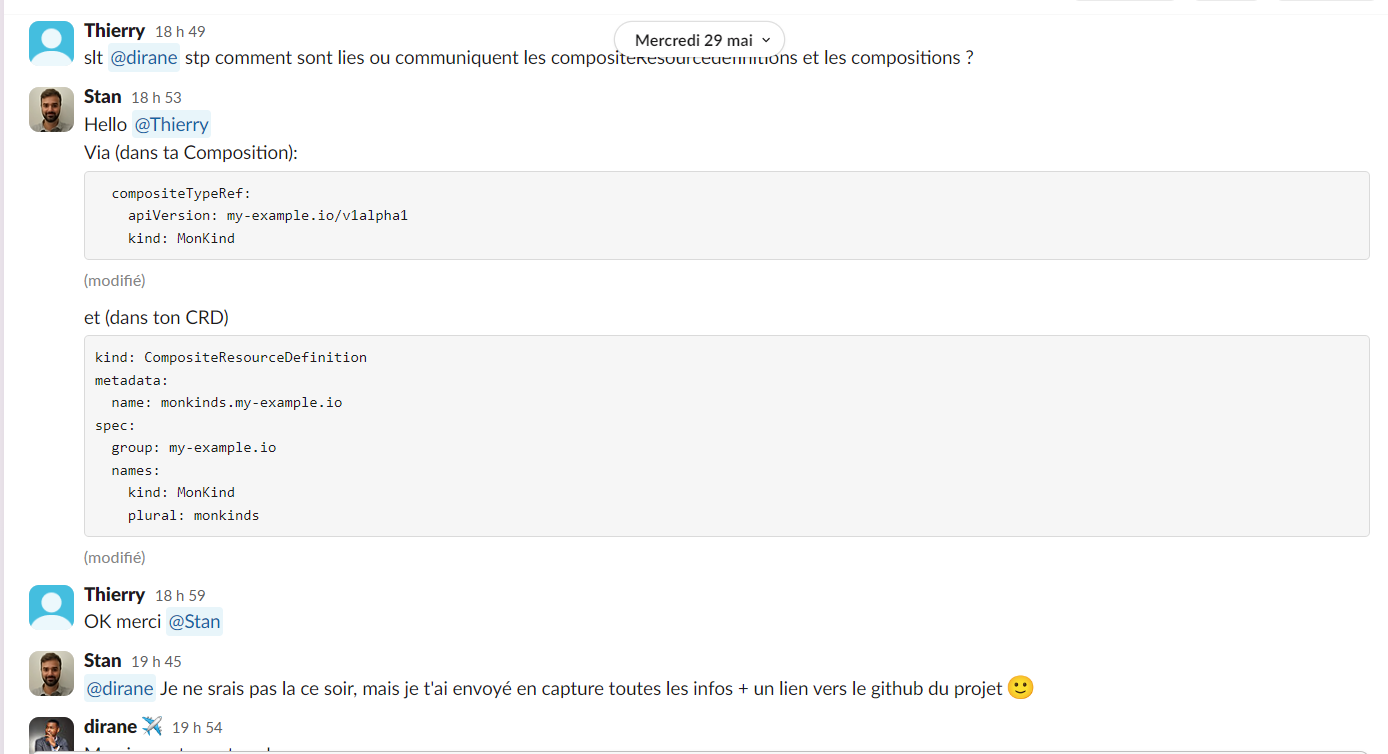 Thierry 18 h 49
Mercredi 29 mai
slt @dirane stp comment sont lies ou communiquent les compositeResourcedefinitions et les compositions ?
Stan 18 h 53
Hello @Thierry
Via (dans ta Composition):
compositeTypeRef:
apiVersion: my-example.io/v1alpha1
kind: MonKind
(modifié)
et (dans ton CRD)
kind: CompositeResourceDefinition
metadata:
name: monkinds.my-example.io
spec:
group: my-example.io
names:
kind: MonKind
plural: monkinds
(modifié)
Thierry 18 h 59
OK merci @Stan
Stan 19 h 45
@dirane Je ne srais pas la ce soir, mais je t'ai envoyé en capture toutes les infos + un lien vers le github du projet 🙂
dirane ✈️ 19 h 54